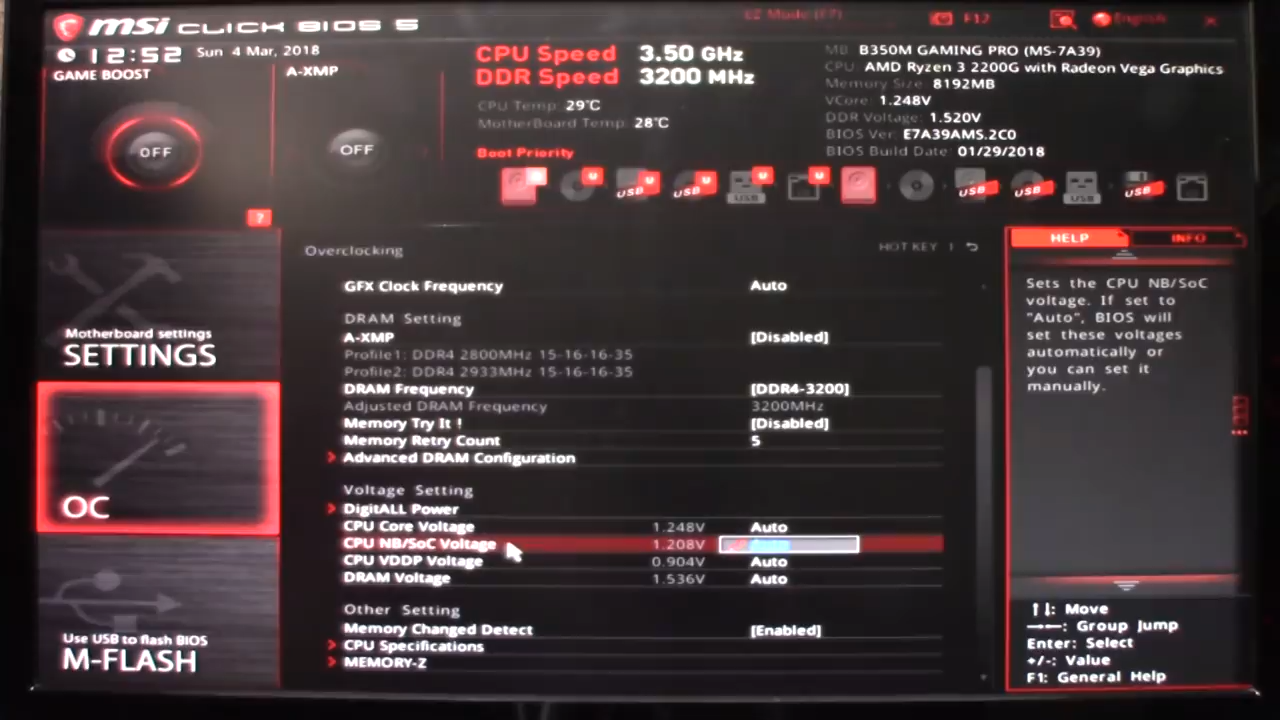 msi CLICK BIOS 5
EZ Mode (F7)
F12
English
12:52 Sun 4 Mar, 2018
GAME BOOST
OFF
A-XMP
OFF
CPU Speed 3.50 GHz
DDR Speed 3200 MHz
CPU Temp: 29°C
MotherBoard Temp: 28°C
MB: B350M GAMING PRO (MS-7A39)
CPU: AMD Ryzen 3 2200G with Radeon Vega Graphics
Memory Size: 8192MB
VCore: 1.248V
DDR Voltage: 1.520V
BIOS Ver: E7A39AMS.2C0
BIOS Build Date: 01/29/2018
Boot Priority
U U U U U
USB USB USB USB USB USB USB
?
Motherboard settings
SETTINGS
OC
Use USB to flash BIOS
M-FLASH
Overclocking
HOT KEY
GFX Clock Frequency Auto
DRAM Setting
A-XMP [Disabled]
Profile1: DDR4 2800MHz 15-16-16-35
Profile2: DDR4 2933MHz 15-16-16-35
DRAM Frequency [DDR4-3200]
Adjusted DRAM Frequency 3200MHz
Memory Try It ! [Disabled]
Memory Retry Count 5
Advanced DRAM Configuration
Voltage Setting
DigitALL Power
CPU Core Voltage 1.248V Auto
CPU NB/SoC Voltage 1.208V Auto
CPU VDDP Voltage 0.904V Auto
DRAM Voltage 1.536V Auto
Other Setting
Memory Changed Detect [Enabled]
CPU Specifications
MEMORY-Z
HELP
INFO
Sets the CPU NB/SoC
voltage. If set to
"Auto", BIOS will
set these voltages
automatically or
you can set it
manually.
↑↓: Move
→←: Group Jump
Enter: Select
+/-: Value
F1: General Help